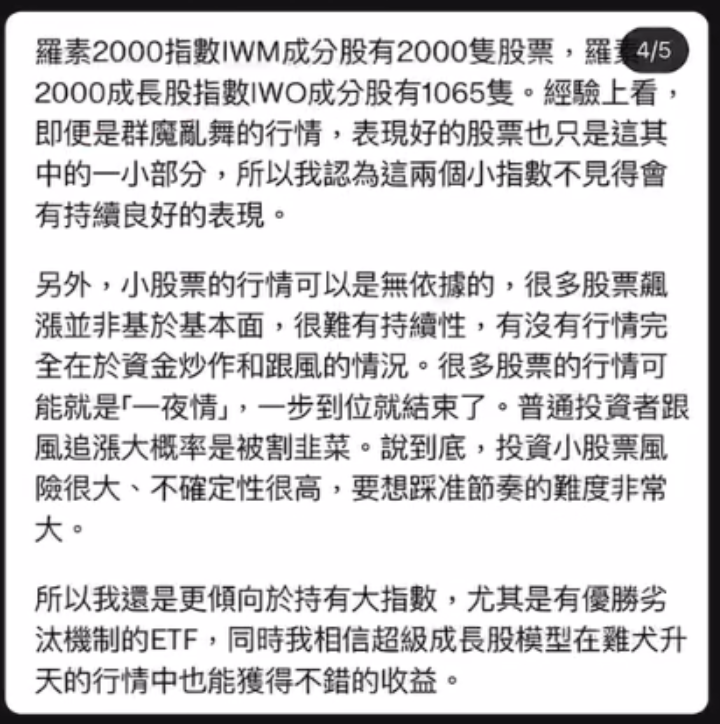 羅素2000指數IWM成分股有2000隻股票，羅
4/5
2000成長股指數IWO成分股有1065隻。經驗上看，
即便是群魔亂舞的行情，表現好的股票也只是這其
中的一小部分，所以我認為這兩個小指數不見得會
有持續良好的表現。
另外，小股票的行情可以是無依據的，很多股票飆
漲並非基於基本面，很難有持續性，有沒有行情完
全在於資金炒作和跟風的情況。很多股票的行情可
能就是「一夜情」，一步到位就結束了。普通投資者跟
風追漲大概率是被割韭菜。說到底，投資小股票風
險很大、不確定性很高，要想踩准節奏的難度非常
大。
所以我還是更傾向於持有大指數，尤其是有優勝劣
汰機制的ETF，同時我相信超級成長股模型在雞犬升
天的行情中也能獲得不錯的收益。